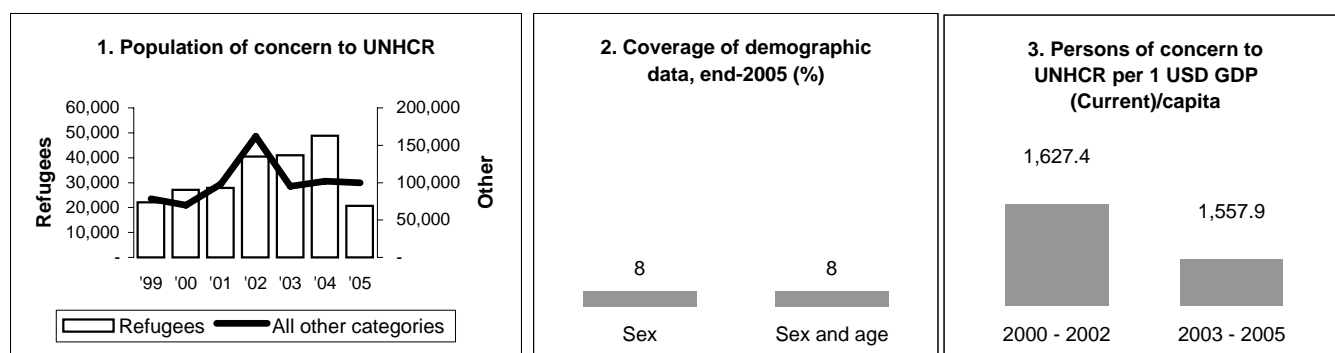 1. Population of concern to UNHCR
60,000
50,000
40,000
30,000
20,000
10,000
-
Refugees
200,000
150,000
100,000
50,000
-
Other
'99 '00 '01 '02 '03 '04 '05
Refugees All other categories
2. Coverage of demographic
data, end-2005 (%)
8 8
Sex Sex and age
3. Persons of concern to
UNHCR per 1 USD GDP
(Current)/capita
1,627.4
1,557.9
2000 - 2002 2003 - 2005